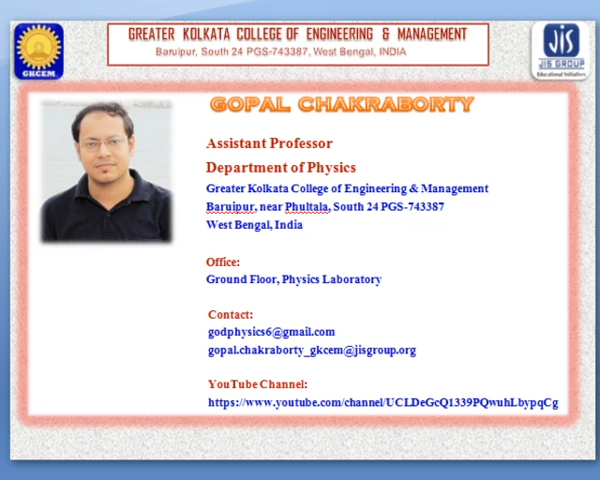 GREATER KOLKATA COLLEGE OF ENGINEERING & MANAGEMENT
Baruipur, South 24 PGS-743387, West Bengal, INDIA
GKCEM
JIS
JIS GROUP
Educational Initiatives
GOPAL CHAKRABORTY
Assistant Professor
Department of Physics
Greater Kolkata College of Engineering & Management
Baruipur, near Phultala, South 24 PGS-743387
West Bengal, India
Office:
Ground Floor, Physics Laboratory
Contact:
godphysics6@gmail.com
gopal.chakraborty_gkcem@jisgroup.org
YouTube Channel:
https://www.youtube.com/channel/UCLDeGcQ1339PQwuhLbypqCg